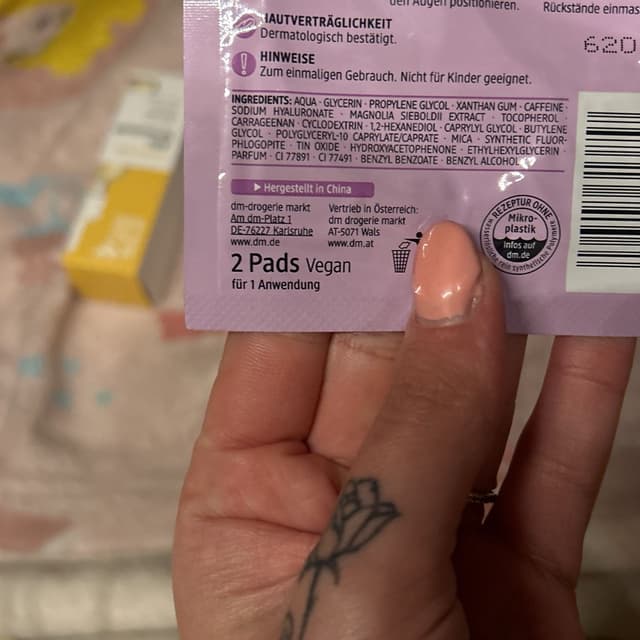 den Augen positionieren.
Rückstände einmas
HAUTVERTRÄGLICHKEIT
Dermatologisch bestätigt.
HINWEISE
Zum einmaligen Gebrauch. Nicht für Kinder geeignet.
620
INGREDIENTS: AQUA · GLYCERIN · PROPYLENE GLYCOL · XANTHAN GUM · CAFFEINE ·
SODIUM HYALURONATE · MAGNOLIA SIEBOLDII EXTRACT · TOCOPHEROL ·
CARRAGEENAN · CYCLODEXTRIN · 1,2-HEXANEDIOL · CAPRYLYL GLYCOL · BUTYLENE
GLYCOL · POLYGLYCERYL-10 CAPRYLATE/CAPRATE · MICA · SYNTHETIC FLUOR-
PHLOGOPITE · TIN OXIDE · HYDROXYACETOPHENONE · ETHYLHEXYLGLYCERIN ·
PARFUM · CI 77891 · CI 77491 · BENZYL BENZOATE · BENZYL ALCOHOL
Hergestellt in China
dm-drogerie markt
Am dm-Platz 1
DE-76227 Karlsruhe
www.dm.de
Vertrieb in Österreich:
dm drogerie markt
AT-5071 Wals
www.dm.at
2 Pads Vegan
für 1 Anwendung
REZEPTUR OHNE
Mikro-
plastik
Infos auf
dm.de